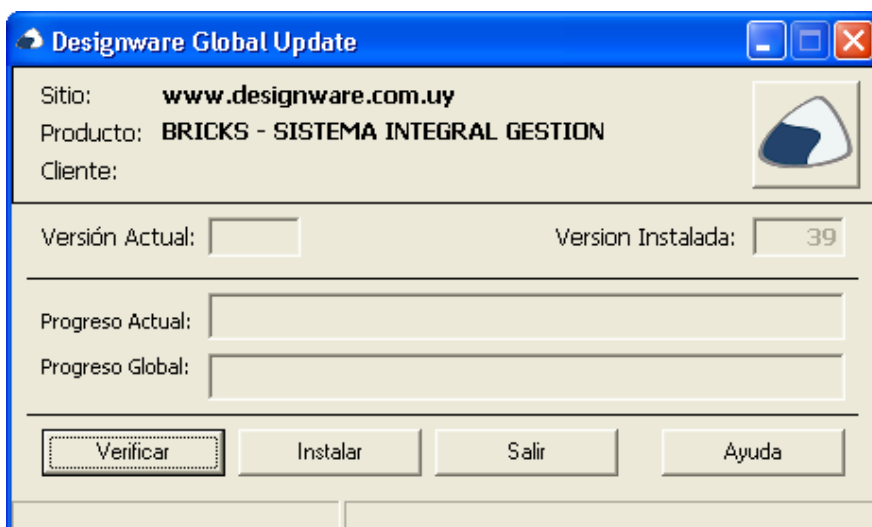 Designware Global Update
Sitio: www.designware.com.uy
Producto: BRICKS - SISTEMA INTEGRAL GESTION
Cliente:
Versión Actual: Version Instalada: 39
Progreso Actual:
Progreso Global:
Verificar Instalar Salir Ayuda